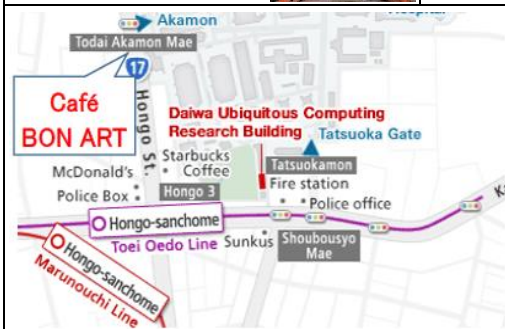 Akamon
Todai Akamon Mae
17
Café
BON ART
Hongo St.
Daiwa Ubiquitous Computing
Research Building
Tatsuoka Gate
Starbucks
Coffee
McDonald's
Police Box
Hongo 3
Tatsuokamon
Fire station
Police office
Hongo-sanchome
Toei Oedo Line
Sunkus
Shoubousyo
Mae
Hongo-sanchome
Marunouchi Line